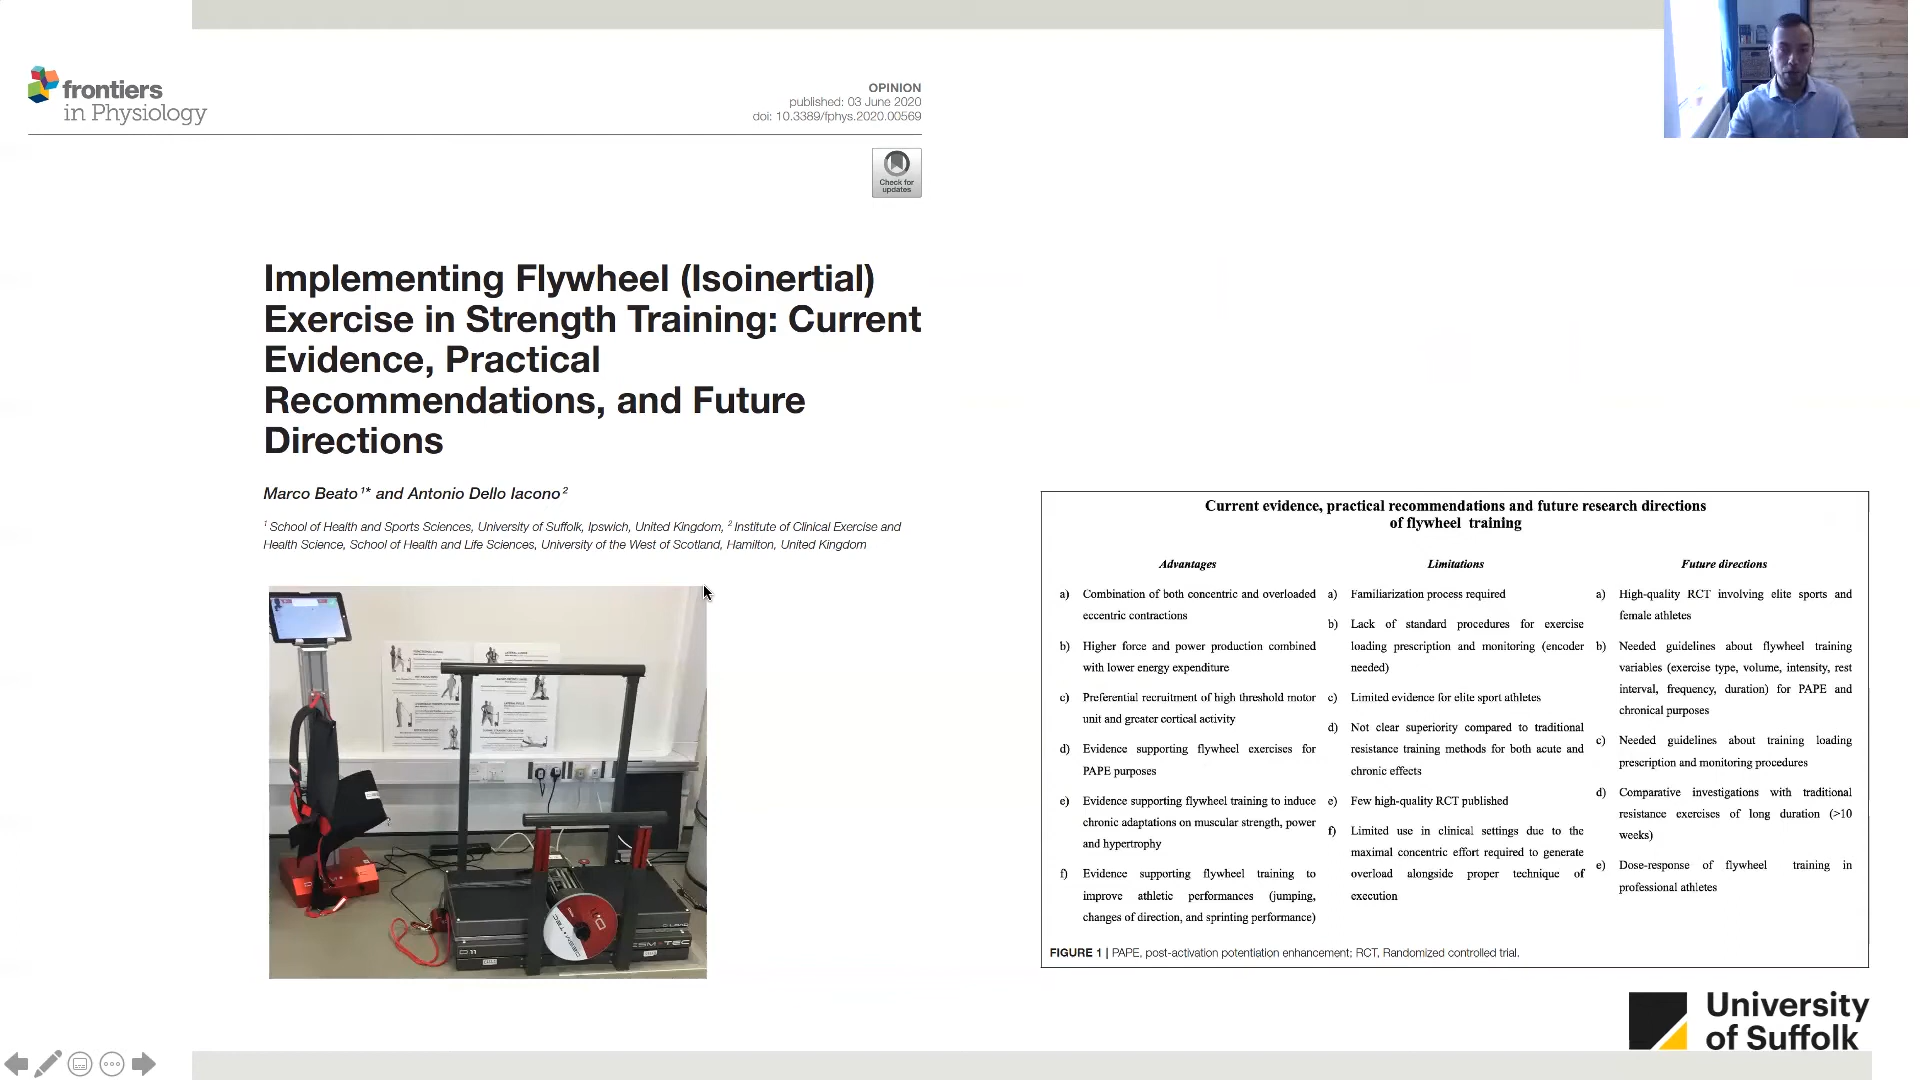 frontiers
in Physiology
OPINION
published: 03 June 2020
doi: 10.3389/fphys.2020.00569
Check for
updates
Implementing Flywheel (Isoinertial)
Exercise in Strength Training: Current
Evidence, Practical
Recommendations, and Future
Directions
Marco Beato 1* and Antonio Dello Iacono 2
1 School of Health and Sports Sciences, University of Suffolk, Ipswich, United Kingdom, 2 Institute of Clinical Exercise and
Health Science, School of Health and Life Sciences, University of the West of Scotland, Hamilton, United Kingdom
D11
Current evidence, practical recommendations and future research directions
of flywheel training
Advantages
a) Combination of both concentric and overloaded
eccentric contractions
b) Higher force and power production combined
with lower energy expenditure
c) Preferential recruitment of high threshold motor
unit and greater cortical activity
d) Evidence supporting flywheel exercises for
PAPE purposes
e) Evidence supporting flywheel training to induce
chronic adaptations on muscular strength, power
and hypertrophy
f) Evidence supporting flywheel training to
improve athletic performances (jumping,
changes of direction, and sprinting performance)
Limitations
a) Familiarization process required
b) Lack of standard procedures for exercise
loading prescription and monitoring (encoder
needed)
c) Limited evidence for elite sport athletes
d) Not clear superiority compared to traditional
resistance training methods for both acute and
chronic effects
e) Few high-quality RCT published
f) Limited use in clinical settings due to the
maximal concentric effort required to generate
overload alongside proper technique of
execution
Future directions
a) High-quality RCT involving elite sports and
female athletes
b) Needed guidelines about flywheel training
variables (exercise type, volume, intensity, rest
interval, frequency, duration) for PAPE and
chronical purposes
c) Needed guidelines about training loading
prescription and monitoring procedures
d) Comparative investigations with traditional
resistance exercises of long duration (>10
weeks)
e) Dose-response of flywheel training in
professional athletes
FIGURE 1 | PAPE, post-activation potentiation enhancement; RCT, Randomized controlled trial.
University
of Suffolk